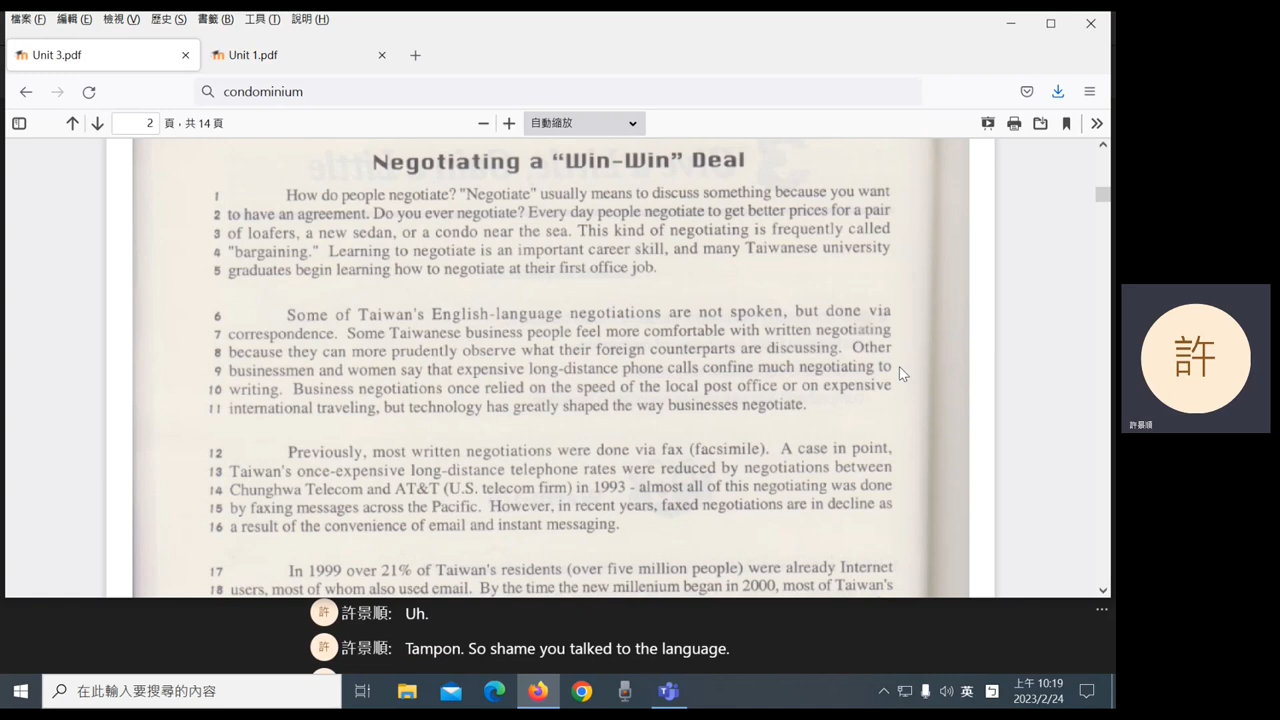 檔案 (F) 編輯 (E) 檢視 (V) 歷史 (S) 書籤 (B) 工具 (T) 說明 (H)
Unit 3.pdf
Unit 1.pdf
condominium
2 頁，共 14 頁
自動縮放
Negotiating a “Win-Win” Deal
1 How do people negotiate? "Negotiate" usually means to discuss something because you want
2 to have an agreement. Do you ever negotiate? Every day people negotiate to get better prices for a pair
3 of loafers, a new sedan, or a condo near the sea. This kind of negotiating is frequently called
4 "bargaining." Learning to negotiate is an important career skill, and many Taiwanese university
5 graduates begin learning how to negotiate at their first office job.
6 Some of Taiwan's English-language negotiations are not spoken, but done via
7 correspondence. Some Taiwanese business people feel more comfortable with written negotiating
8 because they can more prudently observe what their foreign counterparts are discussing. Other
9 businessmen and women say that expensive long-distance phone calls confine much negotiating to
10 writing. Business negotiations once relied on the speed of the local post office or on expensive
11 international traveling, but technology has greatly shaped the way businesses negotiate.
12 Previously, most written negotiations were done via fax (facsimile). A case in point,
13 Taiwan's once-expensive long-distance telephone rates were reduced by negotiations between
14 Chunghwa Telecom and AT&T (U.S. telecom firm) in 1993 - almost all of this negotiating was done
15 by faxing messages across the Pacific. However, in recent years, faxed negotiations are in decline as
16 a result of the convenience of email and instant messaging.
17 In 1999 over 21% of Taiwan's residents (over five million people) were already Internet
18 users, most of whom also used email. By the time the new millenium began in 2000, most of Taiwan's
許
許景順
許 許景順: Uh.
許 許景順: Tampon. So shame you talked to the language.
在此輸入要搜尋的內容
英
上午 10:19
2023/2/24